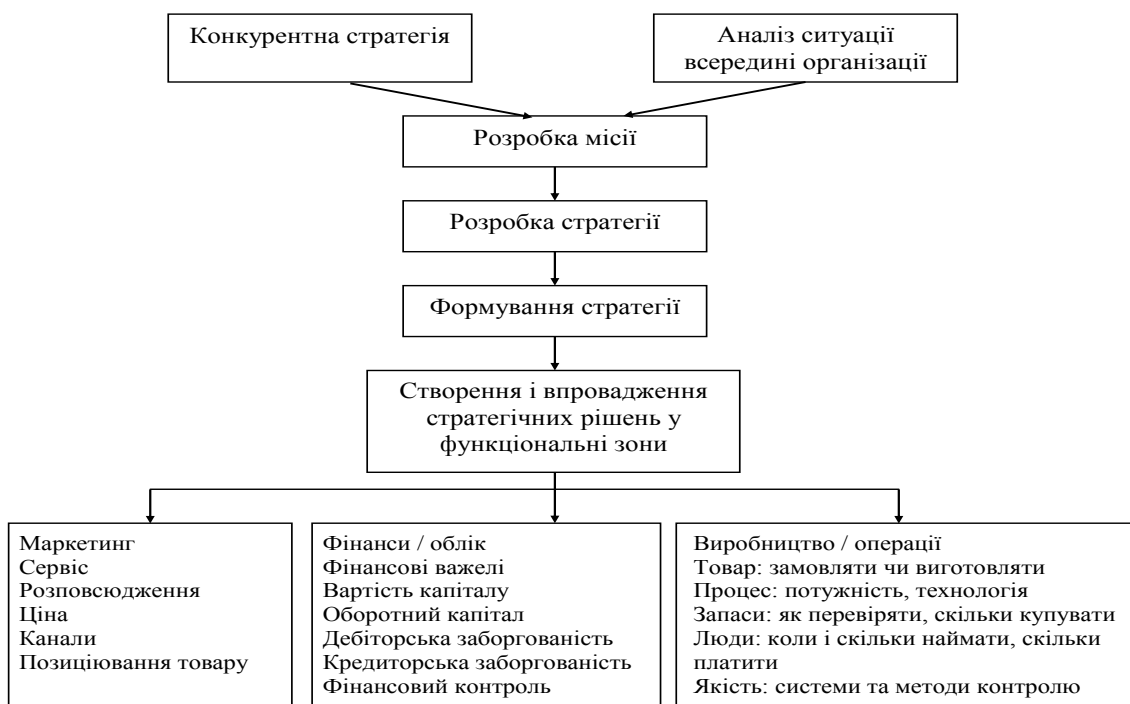 Конкурентна стратегія
Аналіз ситуації
всередині організації
Розробка місії
Розробка стратегії
Формування стратегії
Створення і впровадження
стратегічних рішень у
функціональні зони
Маркетинг
Сервіс
Розповсюдження
Ціна
Канали
Позиціювання товару
Фінанси / облік
Фінансові важелі
Вартість капіталу
Оборотний капітал
Дебіторська заборгованість
Кредиторська заборгованість
Фінансовий контроль
Виробництво / операції
Товар: замовляти чи виготовляти
Процес: потужність, технологія
Запаси: як перевіряти, скільки купувати
Люди: коли і скільки наймати, скільки
платити
Якість: системи та методи контролю